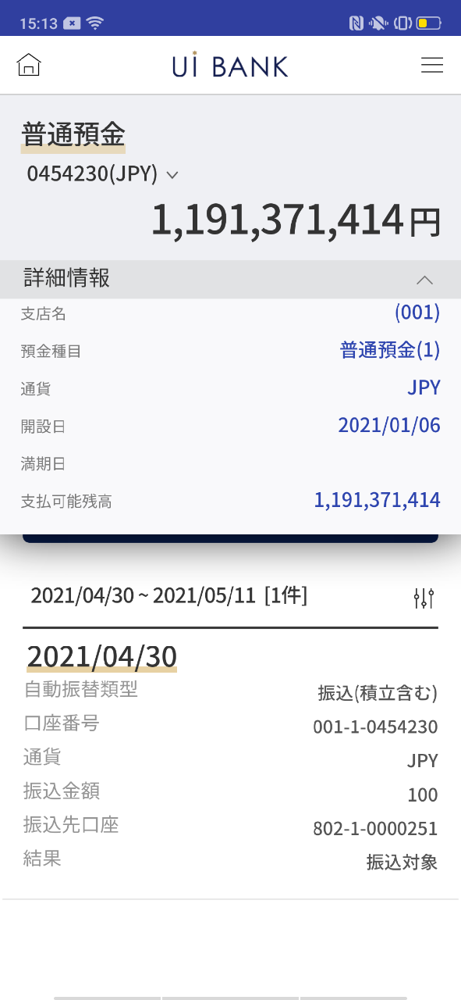 15:13
UI BANK
普通預金
0454230(JPY)
1,191,371,414円
詳細情報
支店名 (001)
預金種目 普通預金(1)
通貨 JPY
開設日 2021/01/06
満期日
支払可能残高 1,191,371,414
2021/04/30 ~ 2021/05/11 [1件]
2021/04/30
自動振替類型 振込(積立含む)
口座番号 001-1-0454230
通貨 JPY
振込金額 100
振込先口座 802-1-0000251
結果 振込対象